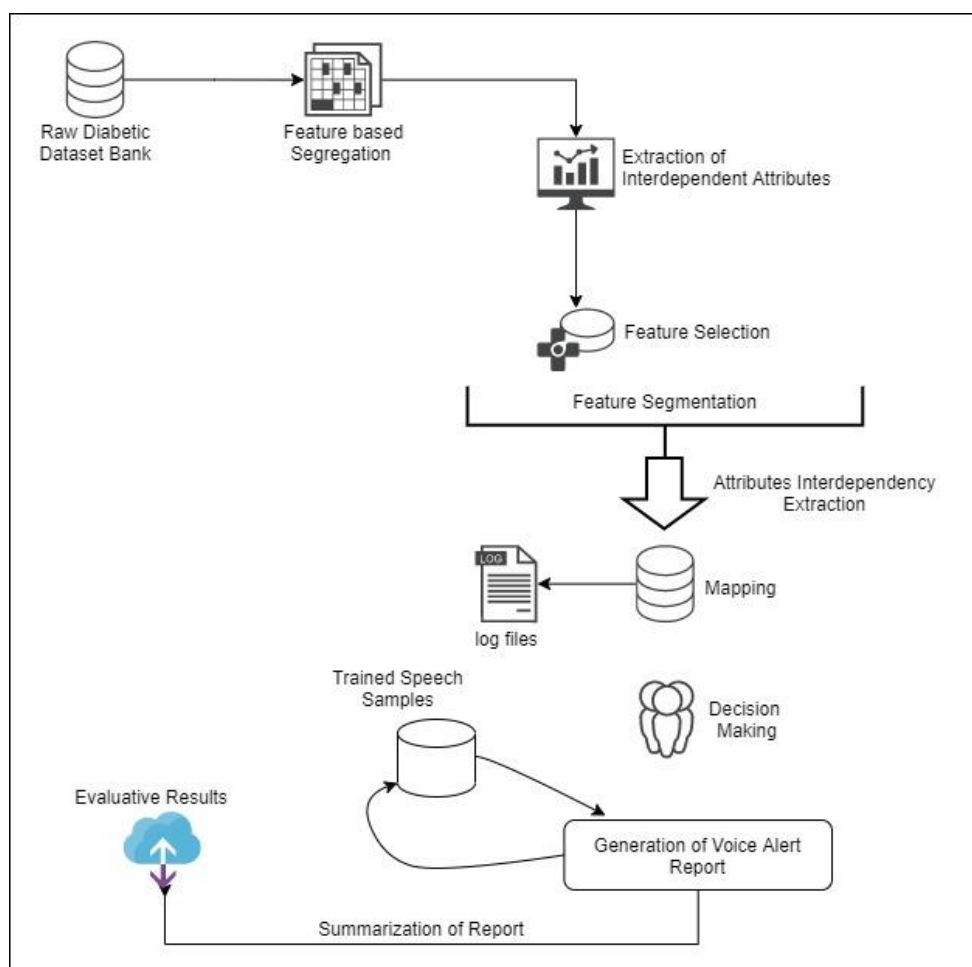 Raw Diabetic
Dataset Bank
Feature based
Segregation
Extraction of
Interdependent Attributes
Feature Selection
Feature Segmentation
Attributes Interdependency
Extraction
LOG
log files
Mapping
Trained Speech
Samples
Decision
Making
Evaluative Results
Generation of Voice Alert
Report
Summarization of Report